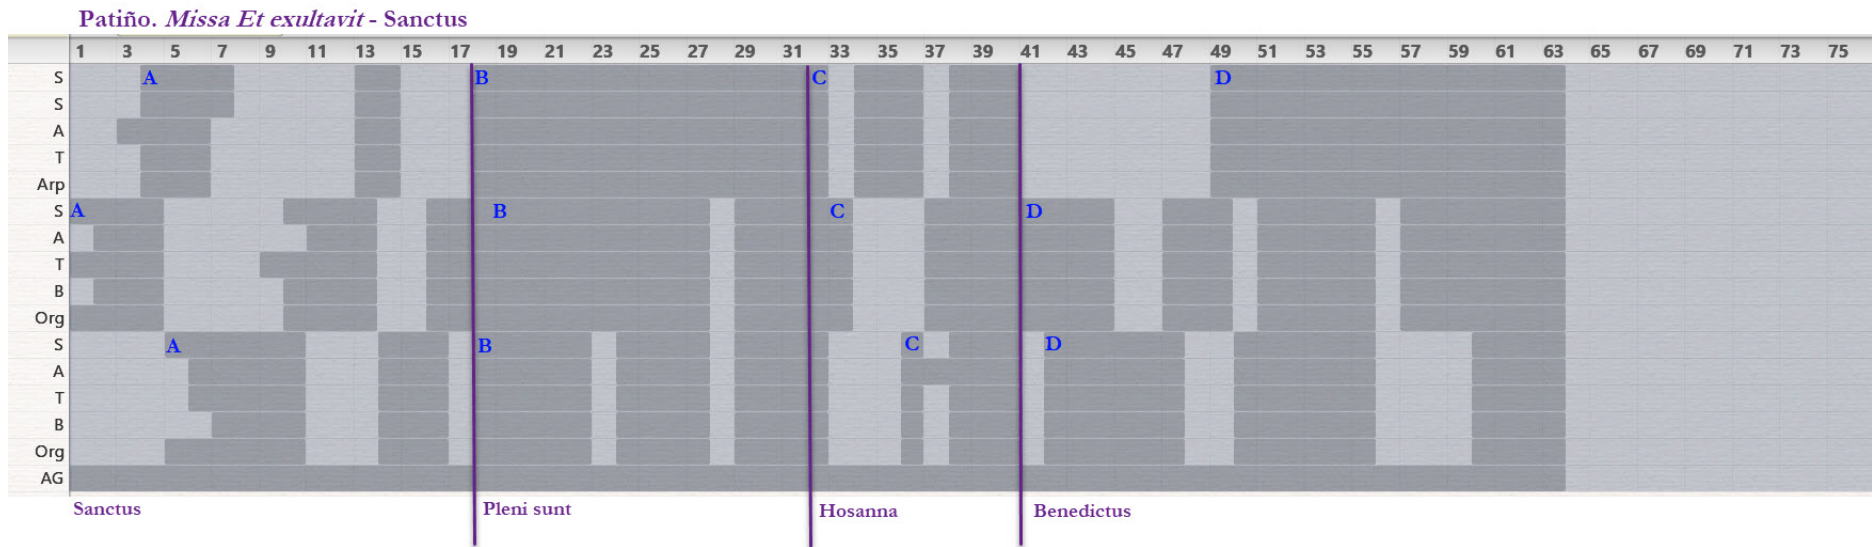 Patiño. Missa Et exultavit - Sanctus
1 3 5 7 9 11 13 15 17 19 21 23 25 27 29 31 33 35 37 39 41 43 45 47 49 51 53 55 57 59 61 63 65 67 69 71 73 75
S A B C D
S
A
T
Arp
S A B C D
A
T
B
Org
S A B C D
A
T
B
Org
AG
Sanctus Pleni sunt Hosanna Benedictus